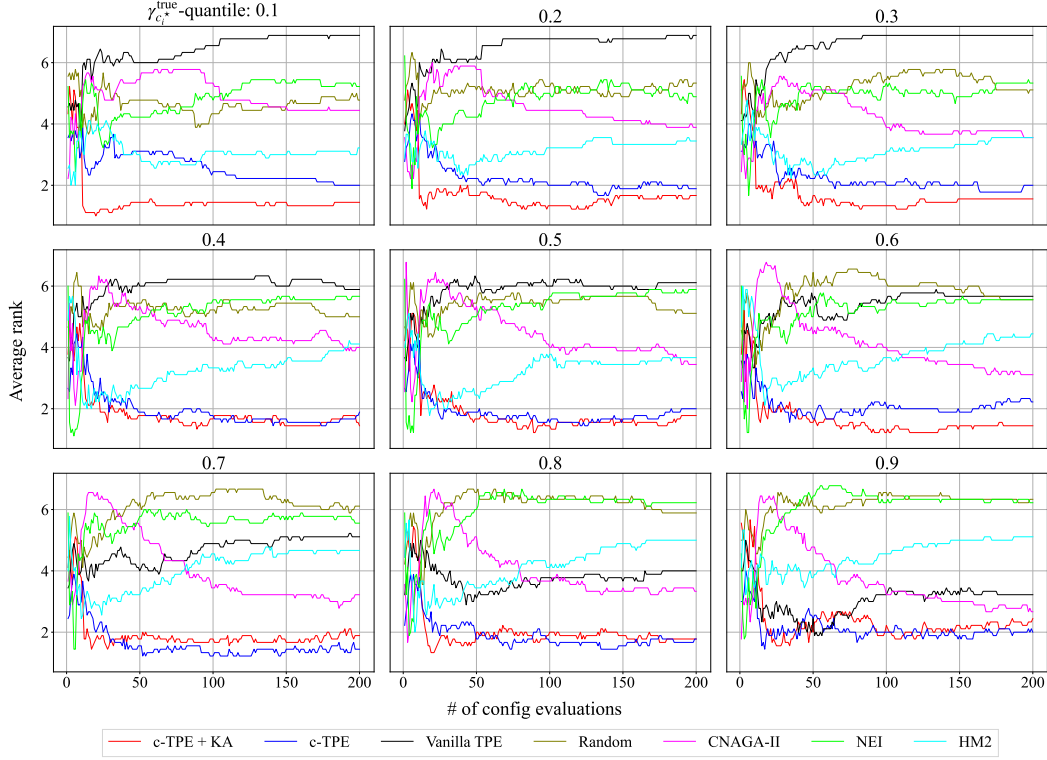 γ_{c_i^⋆}^{true}-quantile: 0.1
0.2
0.3
6
4
2
0.4
0.5
0.6
6
4
2
Average rank
0.7
0.8
0.9
6
4
2
0 50 100 150 200
0 50 100 150 200
0 50 100 150 200
# of config evaluations
c-TPE + KA c-TPE Vanilla TPE Random CNAGA-II NEI HM2